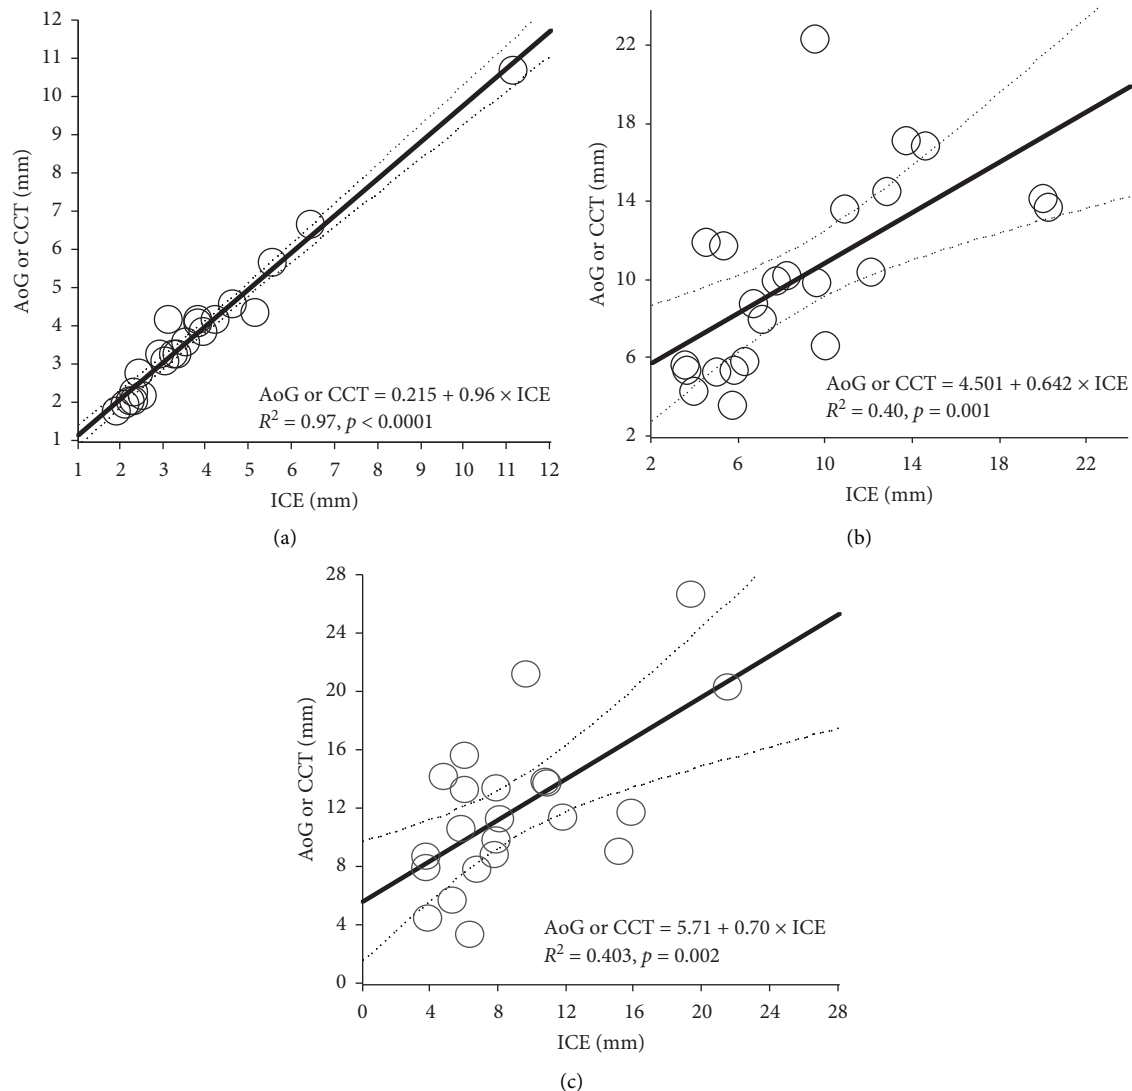 12
11
10
9
8
7
6
5
4
3
2
1
AoG or CCT (mm)
AoG or CCT = 0.215 + 0.96 × ICE
R² = 0.97, p < 0.0001
1 2 3 4 5 6 7 8 9 10 11 12
ICE (mm)
(a)
22
18
14
10
6
2
AoG or CCT (mm)
AoG or CCT = 4.501 + 0.642 × ICE
R² = 0.40, p = 0.001
2 6 10 14 18 22
ICE (mm)
(b)
28
24
20
16
12
8
4
0
AoG or CCT (mm)
AoG or CCT = 5.71 + 0.70 × ICE
R² = 0.403, p = 0.002
0 4 8 12 16 20 24 28
ICE (mm)
(c)